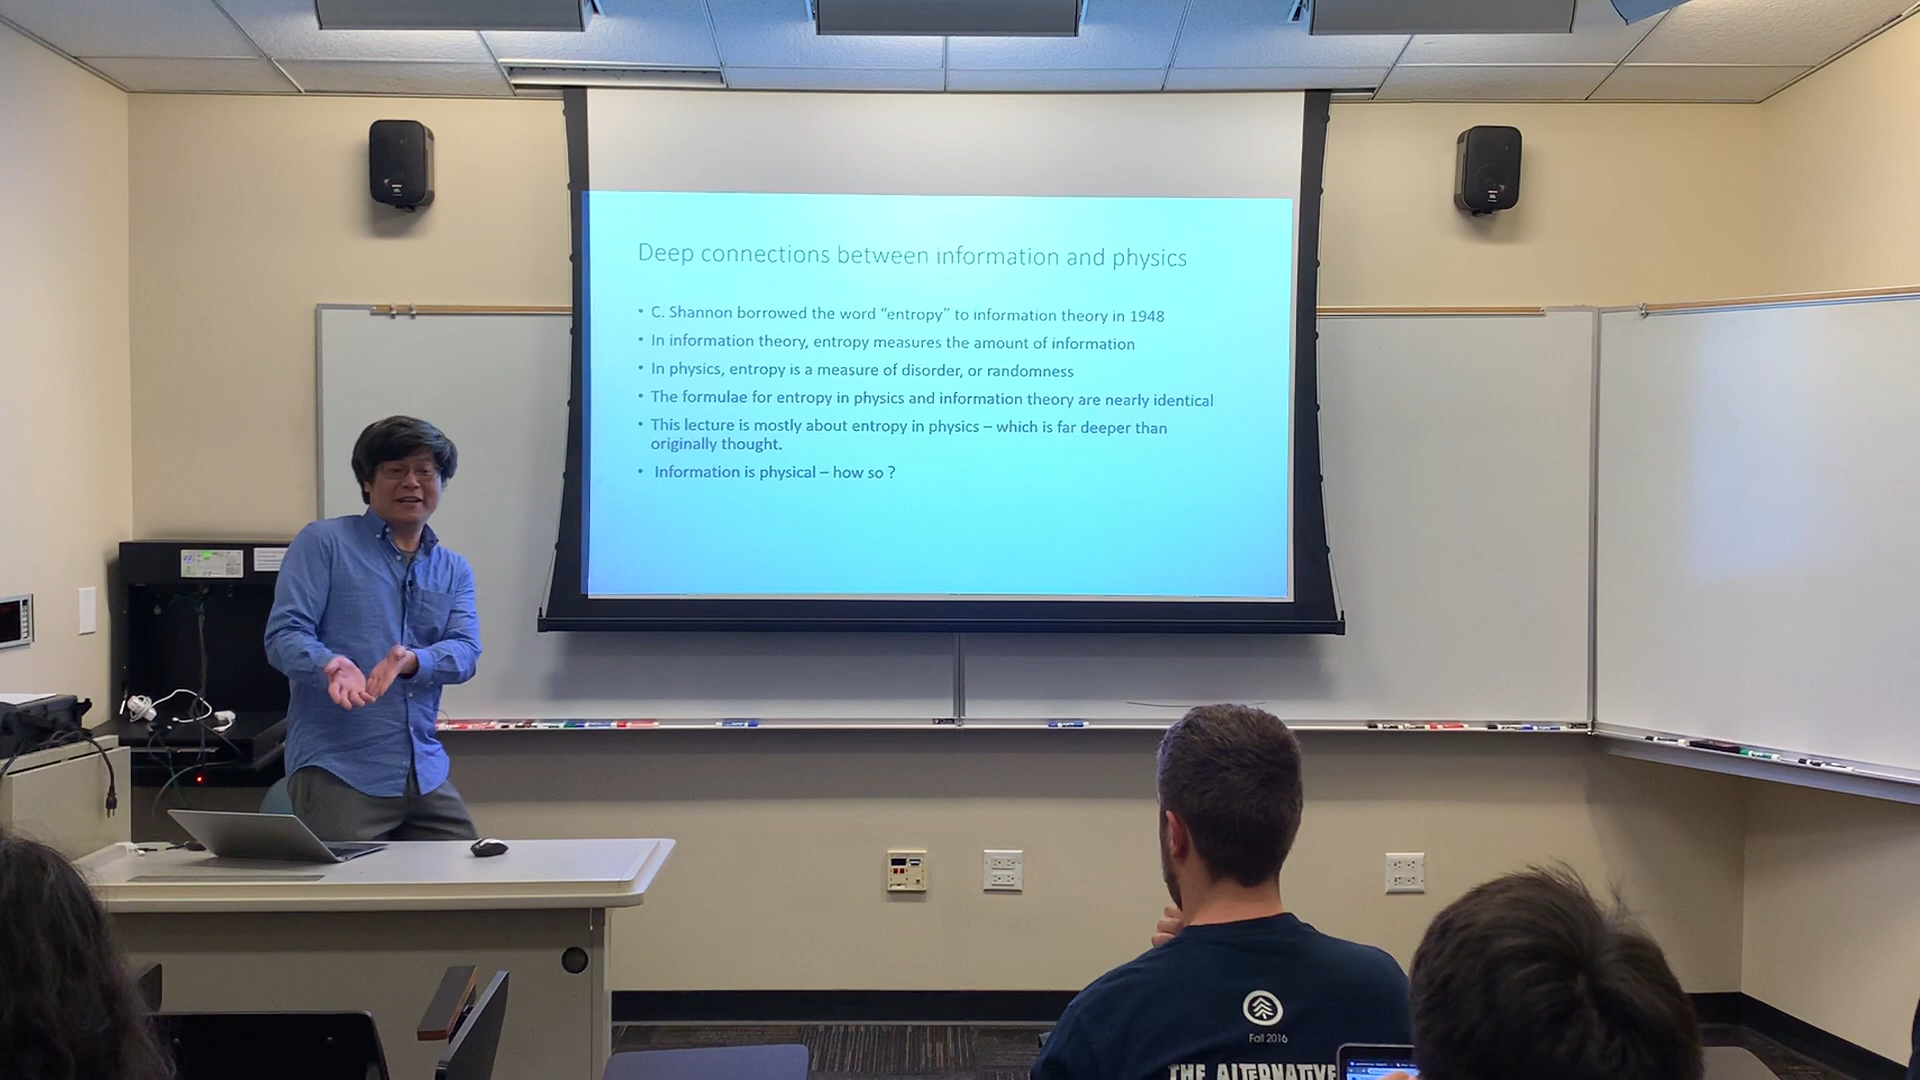 Deep connections between information and physics
• C. Shannon borrowed the word “entropy” to information theory in 1948
• In information theory, entropy measures the amount of information
• In physics, entropy is a measure of disorder, or randomness
• The formulae for entropy in physics and information theory are nearly identical
• This lecture is mostly about entropy in physics – which is far deeper than
originally thought.
• Information is physical – how so ?
Fall 2016
THE ALTERNATIVE